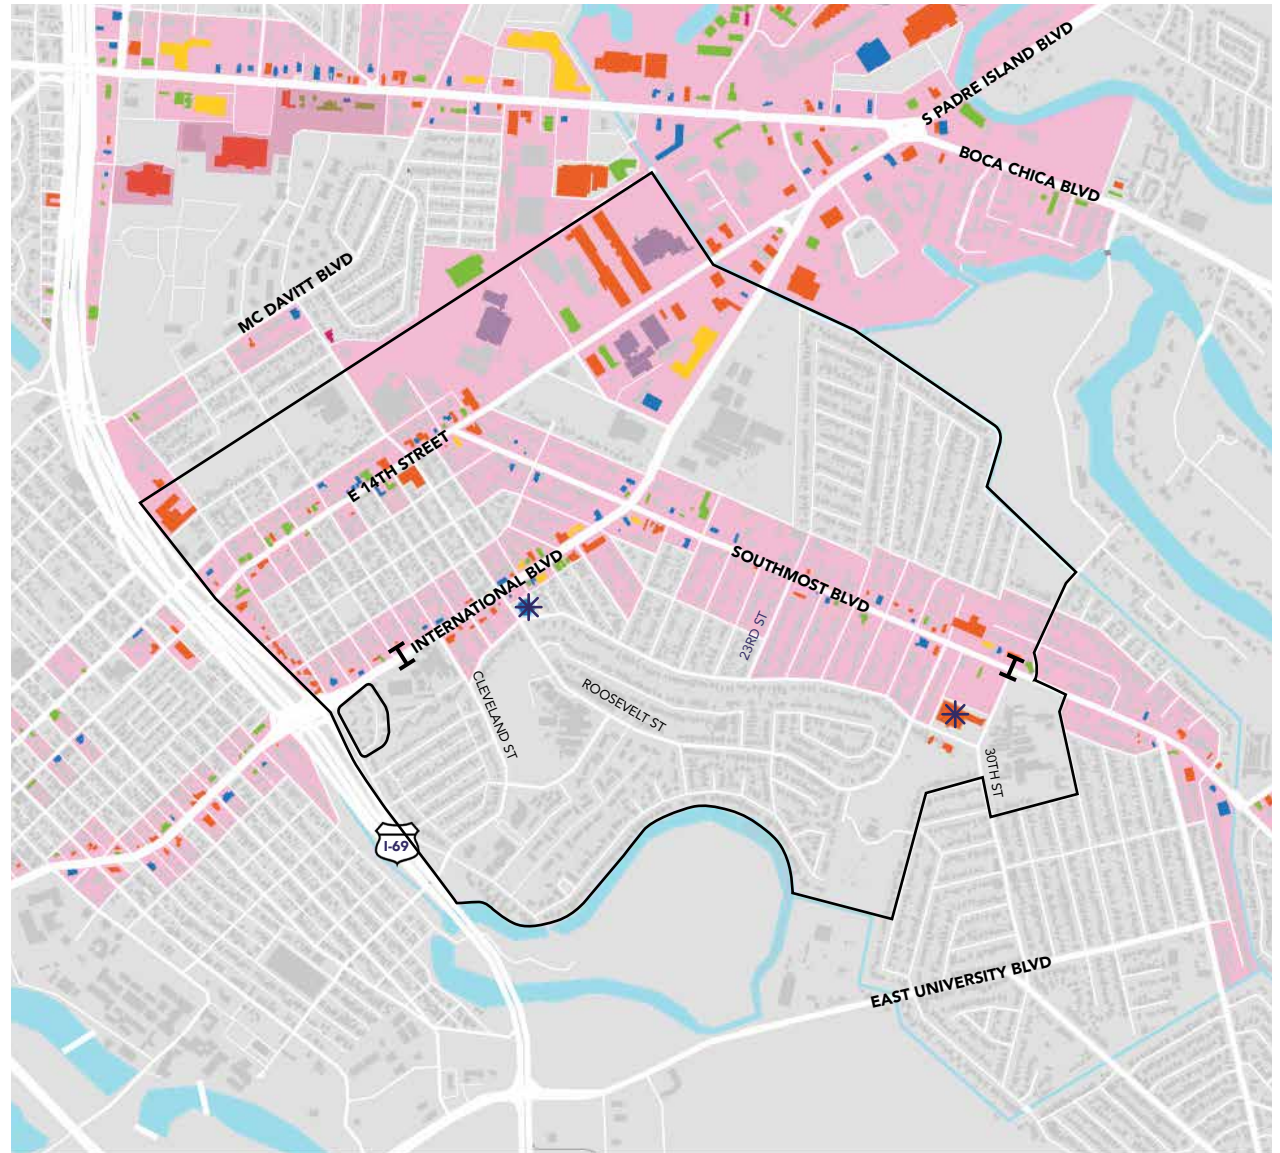 S PADRE ISLAND BLVD
BOCA CHICA BLVD
MC DAVITT BLVD
E 14TH STREET
INTERNATIONAL BLVD
SOUTHMOST BLVD
23RD ST
CLEVELAND ST
ROOSEVELT ST
30TH ST
I-69
EAST UNIVERSITY BLVD